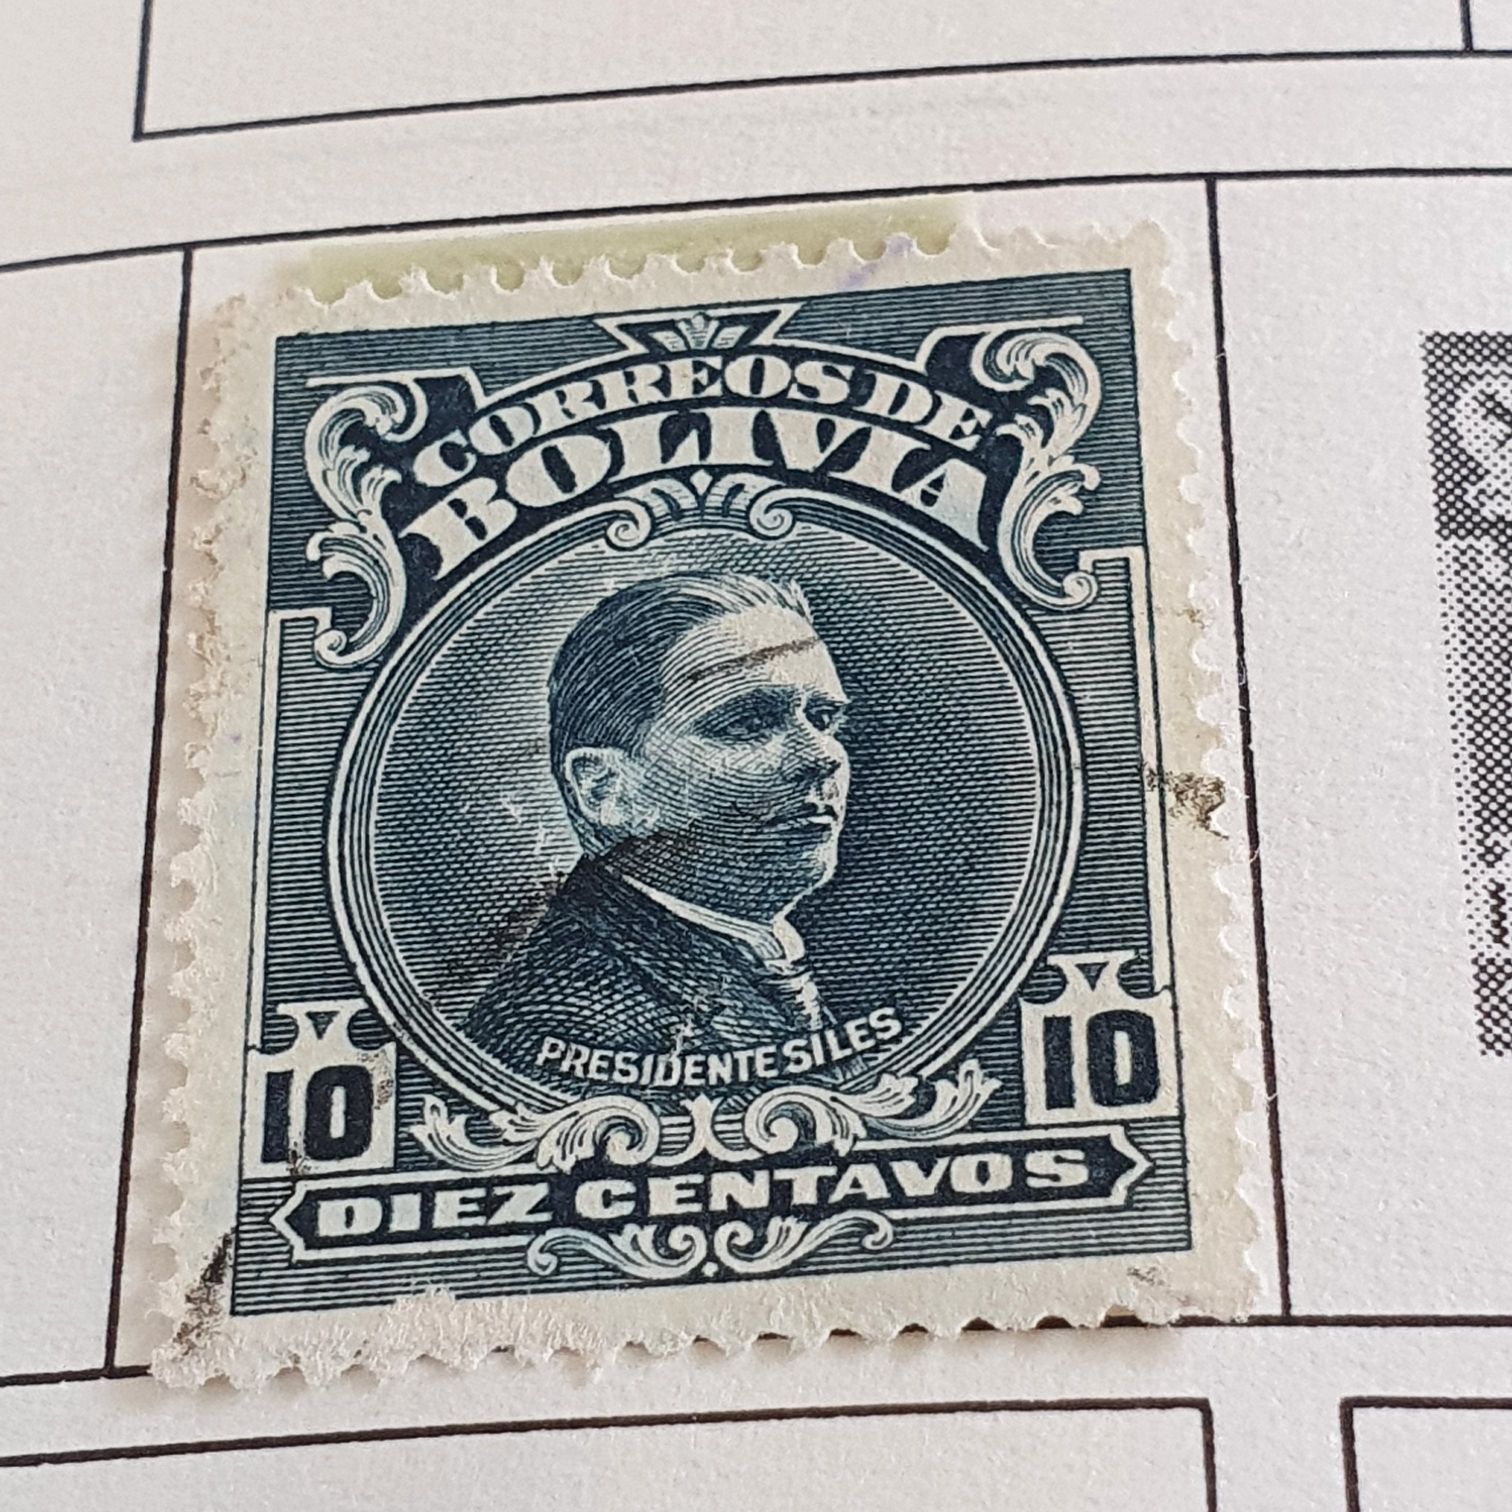 CORREOS DE
BOLIVIA
PRESIDENTE SILES
10
10
DIEZ CENTAVOS